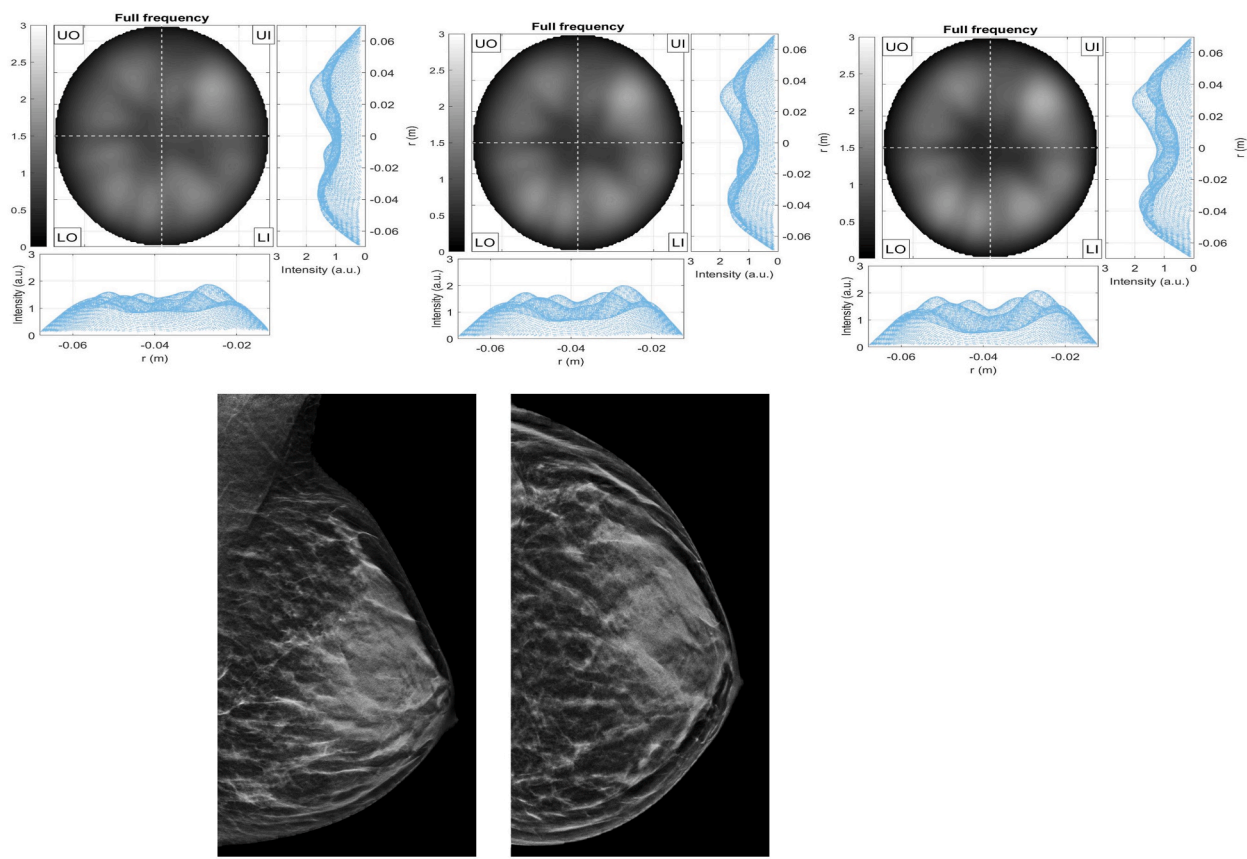 Full frequency
3
2.5
2
1.5
1
0.5
0
UO UI
LO LI
0.06
0.04
0.02
0
-0.02
-0.04
-0.06
r (m)
3 2 1 0
Intensity (a.u.)
3
2
1
0
Intensity (a.u.)
-0.06 -0.04 -0.02
r (m)
Full frequency
3
2.5
2
1.5
1
0.5
0
UO UI
LO LI
0.06
0.04
0.02
0
-0.02
-0.04
-0.06
r (m)
3 2 1 0
Intensity (a.u.)
3
2
1
0
Intensity (a.u.)
-0.06 -0.04 -0.02
r (m)
Full frequency
3
2.5
2
1.5
1
0.5
0
UO UI
LO LI
0.06
0.04
0.02
0
-0.02
-0.04
-0.06
r (m)
3 2 1 0
Intensity (a.u.)
3
2
1
0
Intensity (a.u.)
-0.06 -0.04 -0.02
r (m)